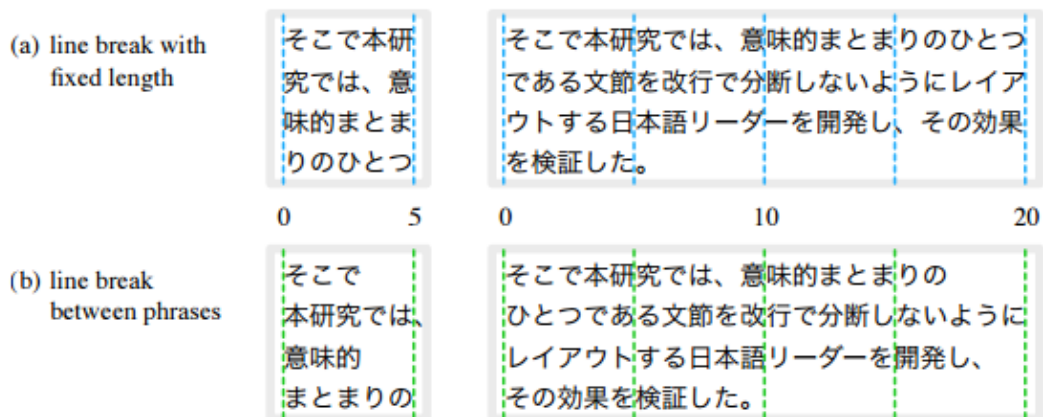 (a) line break with
fixed length
そこで本研
究では、意
味的まとま
りのひとつ
そこで本研究では、意味的まとまりのひとつ
である文節を改行で分断しないようにレイア
ウトする日本語リーダーを開発し、その効果
を検証した。
0 5 0 10 20
(b) line break
between phrases
そこで
本研究では、
意味的
まとまりの
そこで本研究では、意味的まとまりの
ひとつである文節を改行で分断しないように
レイアウトする日本語リーダーを開発し、
その効果を検証した。